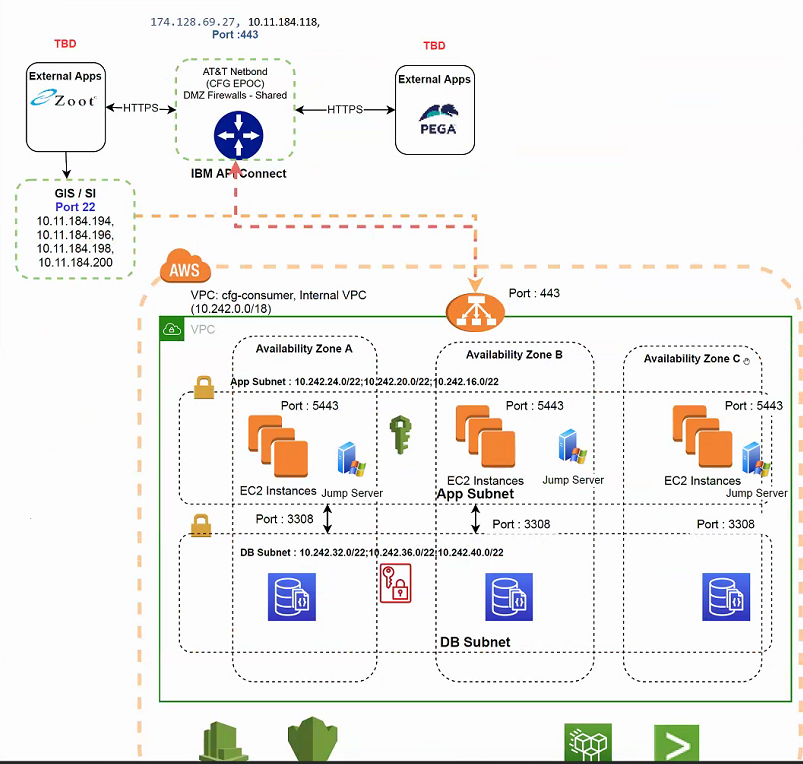 174.128.69.27, 10.11.184.118,
Port :443
TBD
TBD
External Apps
Zoot
HTTPS
AT&T Netbond
(CFG EPOC)
DMZ Firewalls - Shared
IBM API Connect
HTTPS
External Apps
PEGA
GIS / SI
Port 22
10.11.184.194,
10.11.184.196,
10.11.184.198,
10.11.184.200
AWS
VPC: cfg-consumer, Internal VPC
(10.242.0.0/18)
Port : 443
VPC
Availability Zone A
Availability Zone B
Availability Zone C
App Subnet : 10.242.24.0/22;10.242.20.0/22;10.242.16.0/22
Port : 5443
Port : 5443
Port : 5443
EC2 Instances
Jump Server
EC2 Instances
Jump Server
EC2 Instances
Jump Server
App Subnet
Port : 3308
Port : 3308
Port : 3308
DB Subnet : 10.242.32.0/22;10.242.36.0/22;10.242.40.0/22
DB Subnet